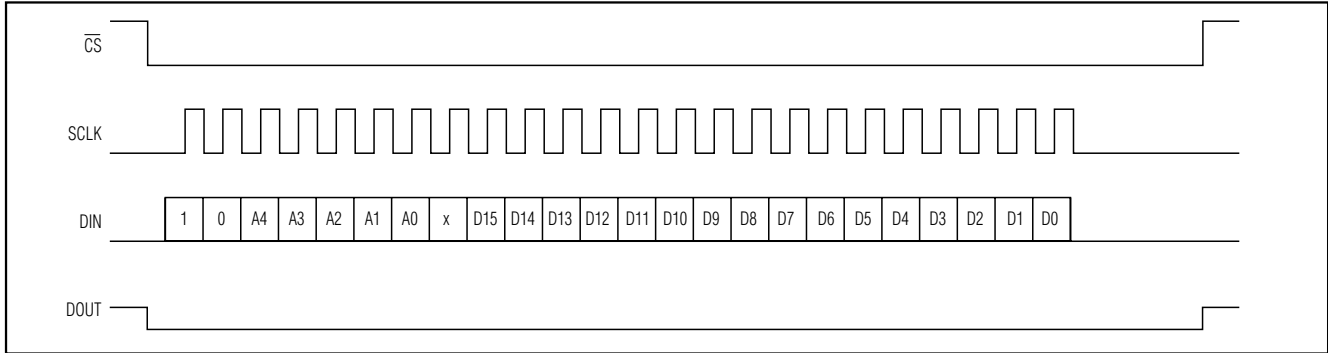 C̅S̅
SCLK
DIN 1 0 A4 A3 A2 A1 A0 x D15 D14 D13 D12 D11 D10 D9 D8 D7 D6 D5 D4 D3 D2 D1 D0
DOUT